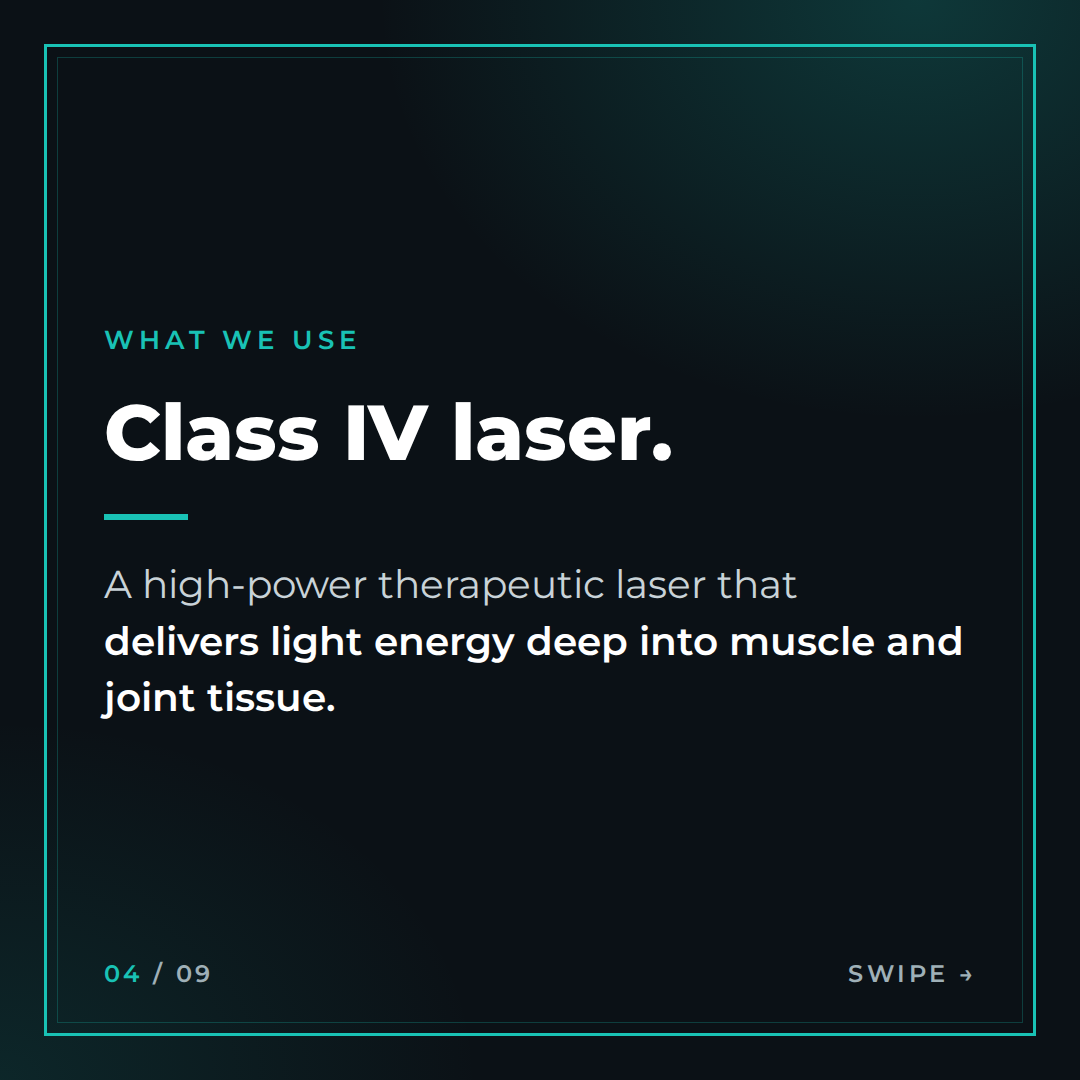 WHAT WE USE
Class IV laser.
A high-power therapeutic laser that
delivers light energy deep into muscle and
joint tissue.
04 / 09
SWIPE →